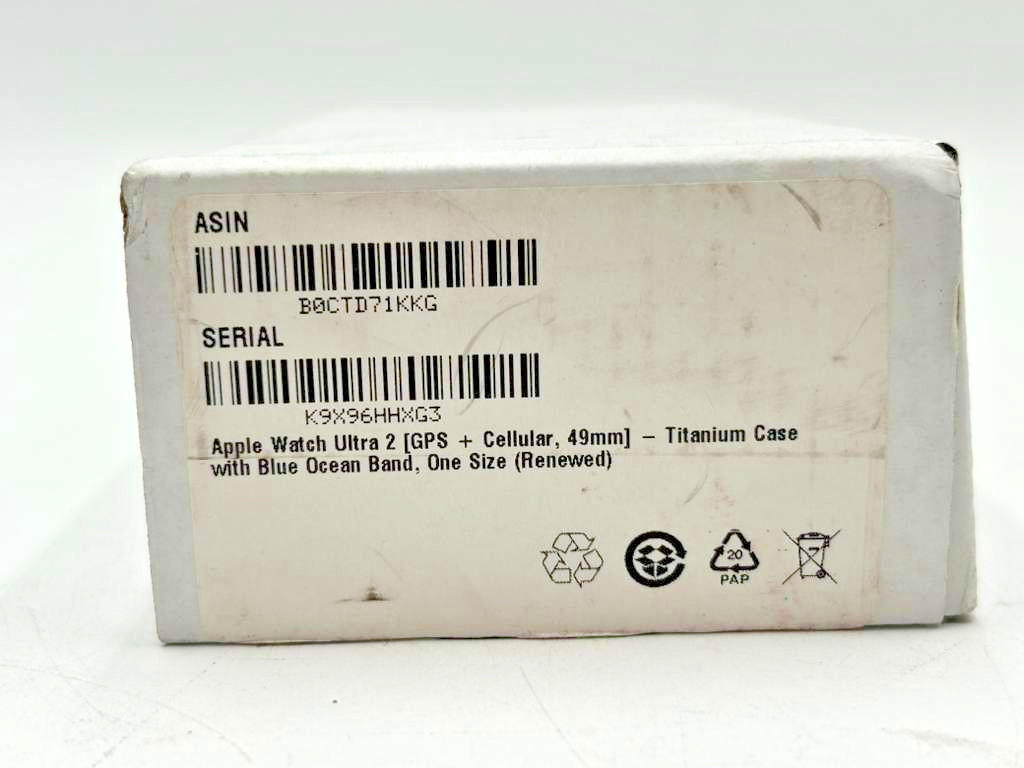 ASIN
B0CTD71KKG
SERIAL
K9X96HHXG3
Apple Watch Ultra 2 [GPS + Cellular, 49mm] – Titanium Case
with Blue Ocean Band, One Size (Renewed)
20
PAP